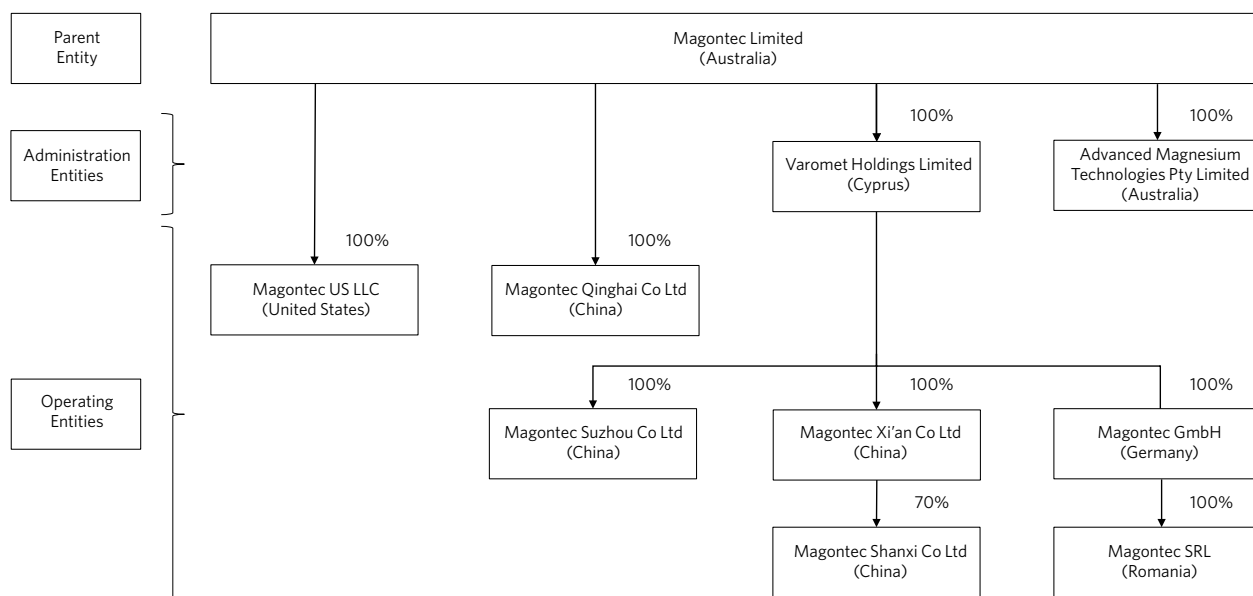 Parent
Entity
Magontec Limited
(Australia)
100%
100%
Administration
Entities
Varomet Holdings Limited
(Cyprus)
Advanced Magnesium
Technologies Pty Limited
(Australia)
100%
100%
Magontec US LLC
(United States)
Magontec Qinghai Co Ltd
(China)
100%
100%
100%
Operating
Entities
Magontec Suzhou Co Ltd
(China)
Magontec Xi'an Co Ltd
(China)
Magontec GmbH
(Germany)
70%
100%
Magontec Shanxi Co Ltd
(China)
Magontec SRL
(Romania)